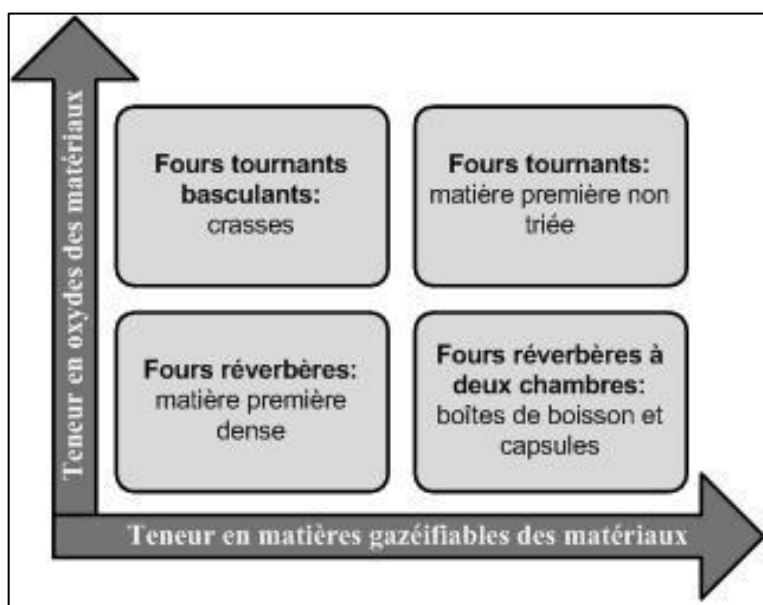 Teneur en oxydes des matériaux
Fours tournants
basculants:
crasses
Fours tournants:
matière première non
triée
Fours réverbères:
matière première
dense
Fours réverbères à
deux chambres:
boîtes de boisson et
capsules
Teneur en matières gazéifiables des matériaux